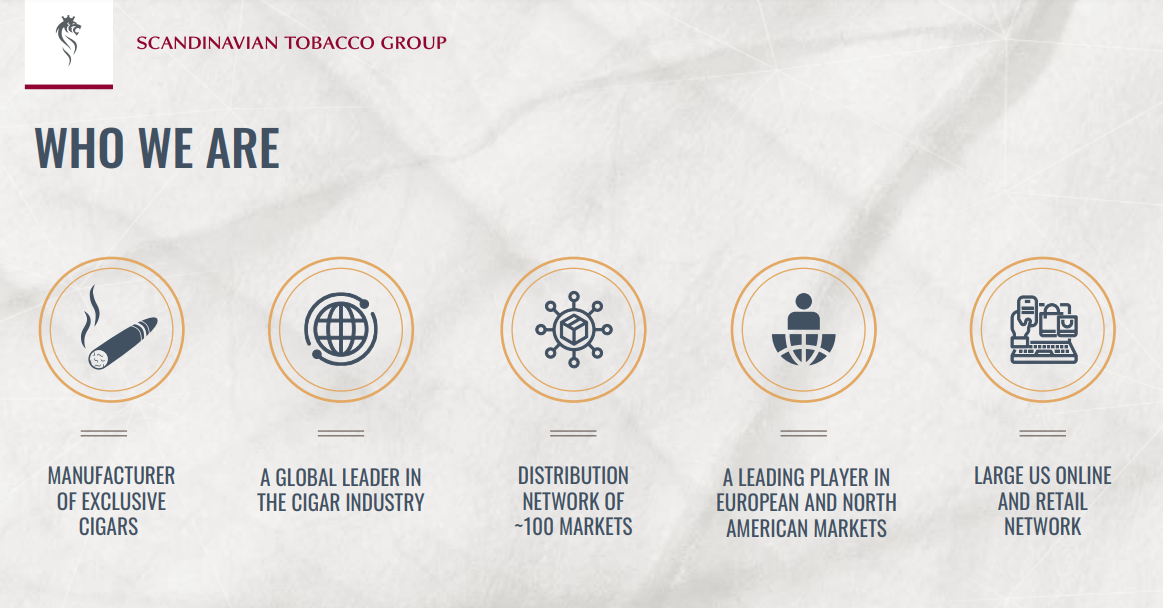 SCANDINAVIAN TOBACCO GROUP
WHO WE ARE
MANUFACTURER
OF EXCLUSIVE
CIGARS
A GLOBAL LEADER IN
THE CIGAR INDUSTRY
DISTRIBUTION
NETWORK OF
~100 MARKETS
A LEADING PLAYER IN
EUROPEAN AND NORTH
AMERICAN MARKETS
LARGE US ONLINE
AND RETAIL
NETWORK